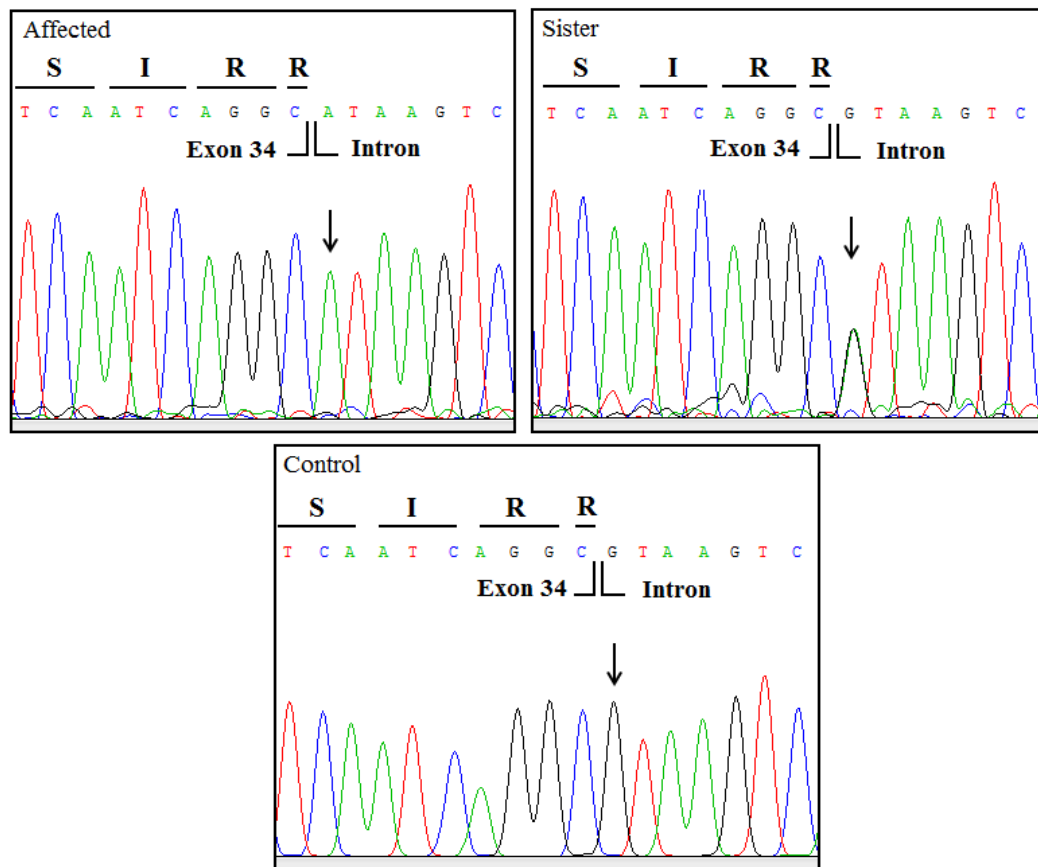 Affected
S I R R
T C A A T C A G G C A T A A G T C
Exon 34 Intron
Sister
S I R R
T C A A T C A G G C G T A A G T C
Exon 34 Intron
Control
S I R R
T C A A T C A G G C G T A A G T C
Exon 34 Intron